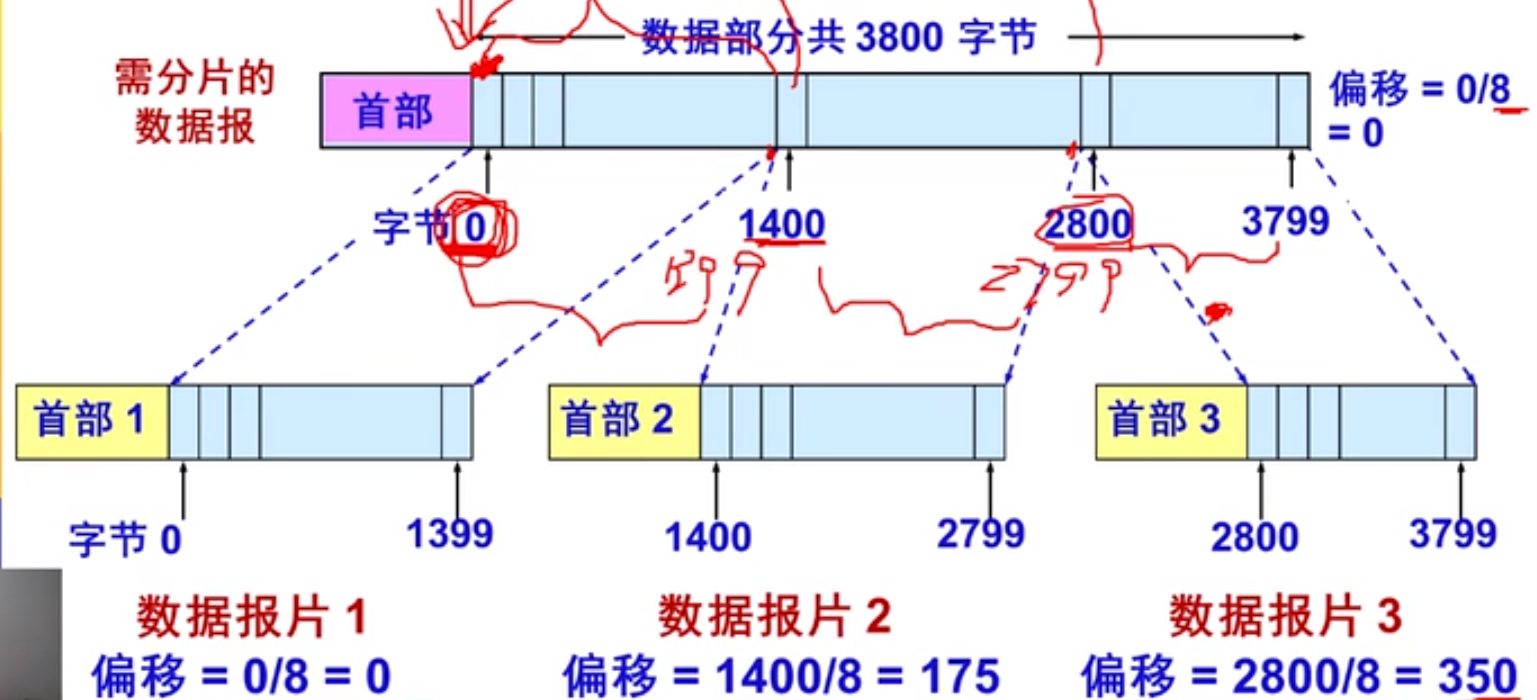 数据部分共 3800 字节
需分片的
数据报
首部
偏移 = 0/8
= 0
字节 0
1400
2800
3799
2799
首部 1
首部 2
首部 3
字节 0
1399
1400
2799
2800
3799
数据报片 1
数据报片 2
数据报片 3
偏移 = 0/8 = 0
偏移 = 1400/8 = 175
偏移 = 2800/8 = 350